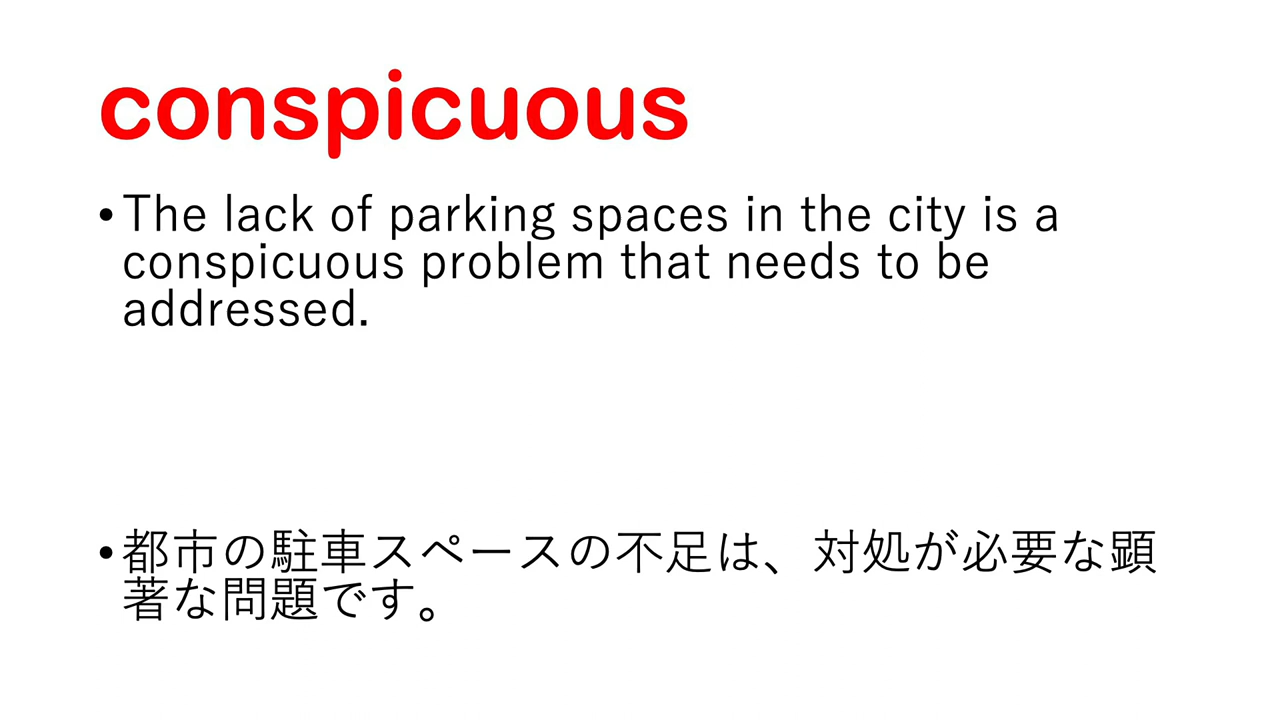 conspicuous
•The lack of parking spaces in the city is a
conspicuous problem that needs to be
addressed.
•都市の駐車スペースの不足は、対処が必要な顕
著な問題です。